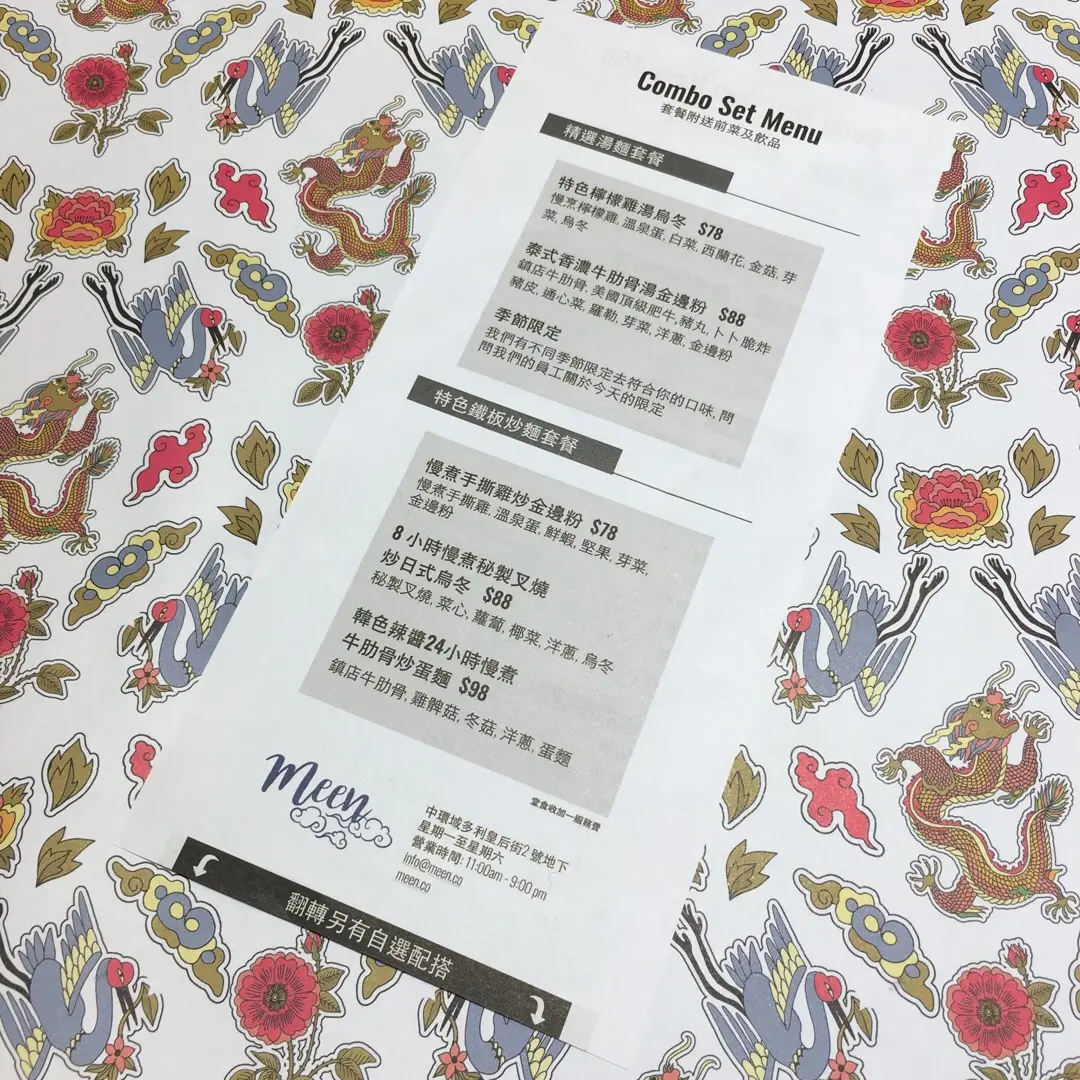 Combo Set Menu
套餐附送前菜及飲品
精選湯麵套餐
特色檸檬雞湯烏冬 $78
慢烹檸檬雞, 溫泉蛋, 白菜, 西蘭花, 金菇, 芽
菜, 烏冬
泰式香濃牛肋骨湯金邊粉 $88
鎮店牛肋骨, 美國頂級肥牛, 豬丸, 卜卜脆炸
豬皮, 通心菜, 羅勒, 芽菜, 洋蔥, 金邊粉
季節限定
我們有不同季節限定去符合你的口味, 問
問我們的員工關於今天的限定
特色鐵板炒麵套餐
慢煮手撕雞炒金邊粉 $78
慢煮手撕雞, 溫泉蛋, 鮮蝦, 堅果, 芽菜,
金邊粉
8 小時慢煮秘製叉燒
炒日式烏冬 $88
秘製叉燒, 菜心, 蘿蔔, 椰菜, 洋蔥, 烏冬
韓色辣醬24小時慢煮
牛肋骨炒蛋麵 $98
鎮店牛肋骨, 雞髀菇, 冬菇, 洋蔥, 蛋麵
堂食收加一服務費
Meen
中環域多利皇后街2 號地下
星期一至星期六
營業時間: 11:00am - 9:00 pm
info@meen.co
meen.co
翻轉另有自選配搭